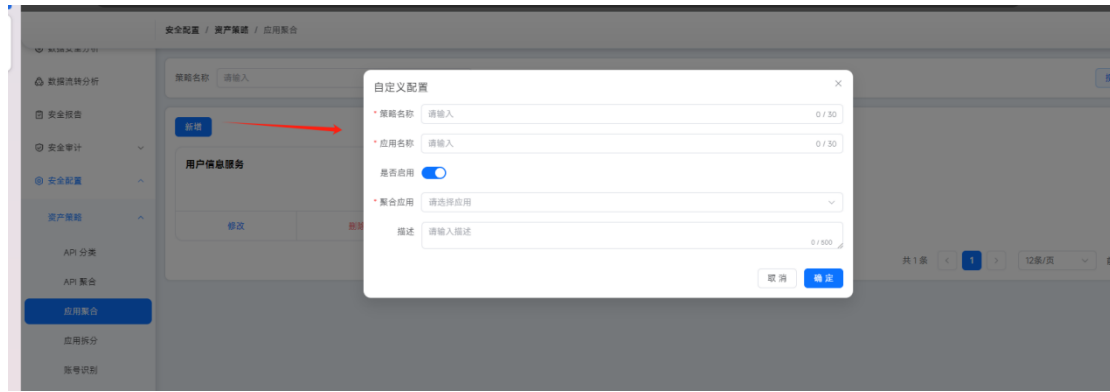 安全配置 / 资产策略 / 应用聚合
数据流转分析
安全报查
安全审计
安全配置
资产策略
API 分类
API 聚合
应用聚合
应用拆分
账号识别
策略名称 请输入
新增
用户信息服务
修改
删除
自定义配置
* 策略名称 请输入 0 / 30
* 应用名称 请输入 0 / 30
是否启用
* 聚合应用 请选择应用
描述 请输入描述
0 / 500
取消 确定
共 1 条 1 12条/页